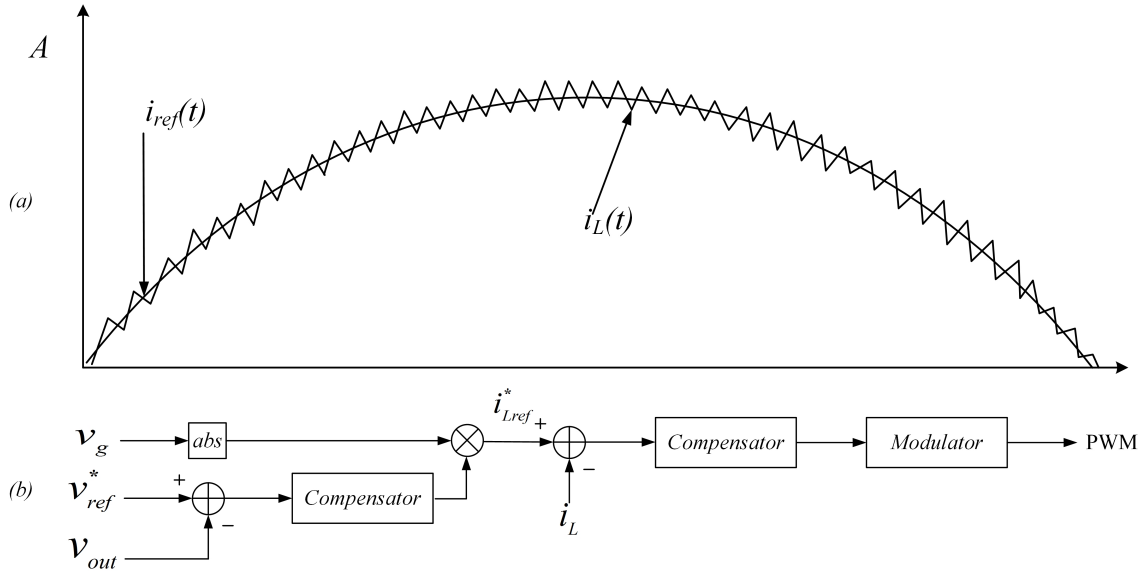 A
i_ref(t)
(a)
i_L(t)
i*_Lref
+
v_g
abs
Compensator
Modulator
PWM
−
(b)
v*_ref
+
Compensator
−
i_L
v_out